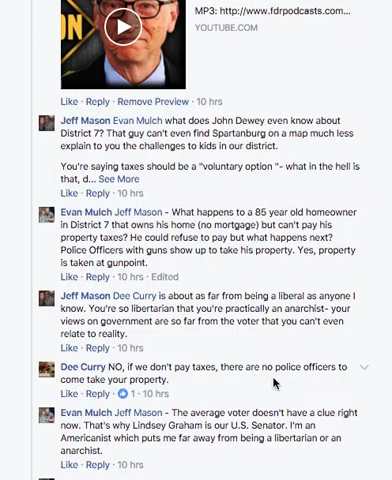 ON
MP3: http://www.fdrpodcasts.com...
YOUTUBE.COM
Like · Reply · Remove Preview · 10 hrs
Jeff Mason Evan Mulch what does John Dewey even know about
District 7? That guy can't even find Spartanburg on a map much less
explain to you the challenges to kids in our district.
You're saying taxes should be a "voluntary option "- what in the hell is
that, d... See More
Like · Reply · 10 hrs
Evan Mulch Jeff Mason - What happens to a 85 year old homeowner
in District 7 that owns his home (no mortgage) but can't pay his
property taxes? He could refuse to pay but what happens next?
Police Officers with guns show up to take his property. Yes, property
is taken at gunpoint.
Like · Reply · 10 hrs · Edited
Jeff Mason Dee Curry is about as far from being a liberal as anyone I
know. You're so libertarian that you're practically an anarchist- your
views on government are so far from the voter that you can't even
relate to reality.
Like · Reply · 10 hrs
Dee Curry NO, if we don't pay taxes, there are no police officers to
come take your property.
Like · Reply · 1 · 10 hrs
Evan Mulch Jeff Mason - The average voter doesn't have a clue right
now. That's why Lindsey Graham is our U.S. Senator. I'm an
Americanist which puts me far away from being a libertarian or an
anarchist.
Like · Reply · 10 hrs